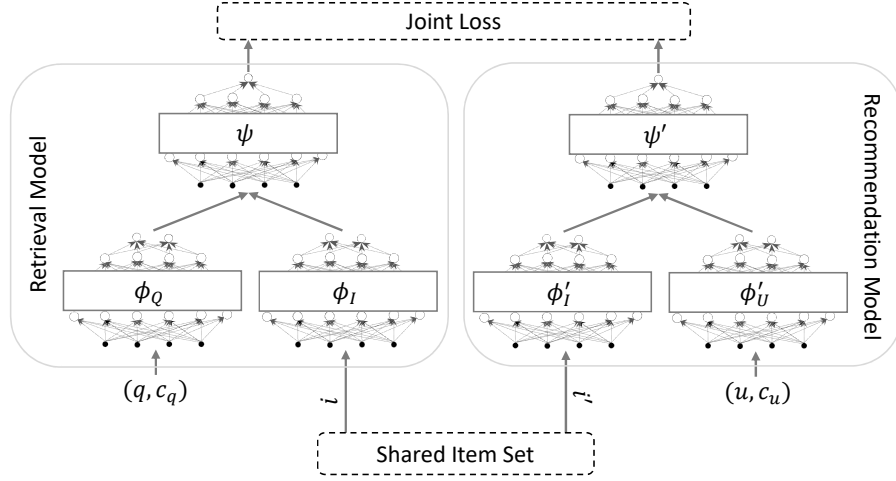 Joint Loss
Retrieval Model
ψ
ϕ_Q
ϕ_I
(q, c_q)
i
Recommendation Model
ψ′
ϕ′_I
ϕ′_U
i′
(u, c_u)
Shared Item Set